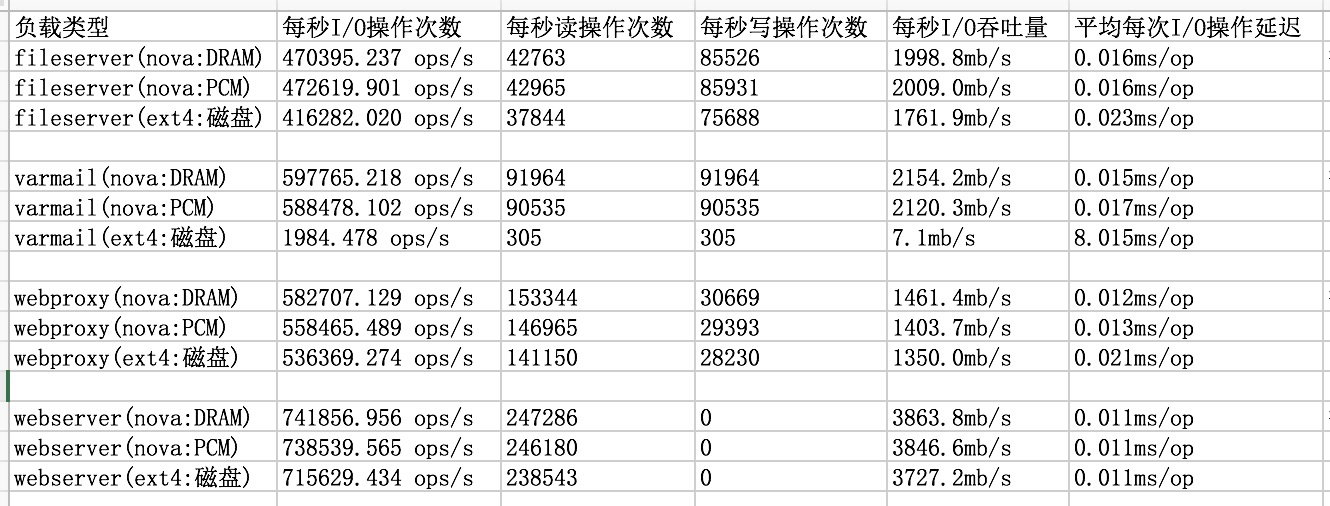 负载类型 每秒I/O操作次数 每秒读操作次数 每秒写操作次数 每秒I/O吞吐量 平均每次I/O操作延迟
fileserver(nova:DRAM) 470395.237 ops/s 42763 85526 1998.8mb/s 0.016ms/op
fileserver(nova:PCM) 472619.901 ops/s 42965 85931 2009.0mb/s 0.016ms/op
fileserver(ext4:磁盘) 416282.020 ops/s 37844 75688 1761.9mb/s 0.023ms/op
varmail(nova:DRAM) 597765.218 ops/s 91964 91964 2154.2mb/s 0.015ms/op
varmail(nova:PCM) 588478.102 ops/s 90535 90535 2120.3mb/s 0.017ms/op
varmail(ext4:磁盘) 1984.478 ops/s 305 305 7.1mb/s 8.015ms/op
webproxy(nova:DRAM) 582707.129 ops/s 153344 30669 1461.4mb/s 0.012ms/op
webproxy(nova:PCM) 558465.489 ops/s 146965 29393 1403.7mb/s 0.013ms/op
webproxy(ext4:磁盘) 536369.274 ops/s 141150 28230 1350.0mb/s 0.021ms/op
webserver(nova:DRAM) 741856.956 ops/s 247286 0 3863.8mb/s 0.011ms/op
webserver(nova:PCM) 738539.565 ops/s 246180 0 3846.6mb/s 0.011ms/op
webserver(ext4:磁盘) 715629.434 ops/s 238543 0 3727.2mb/s 0.011ms/op